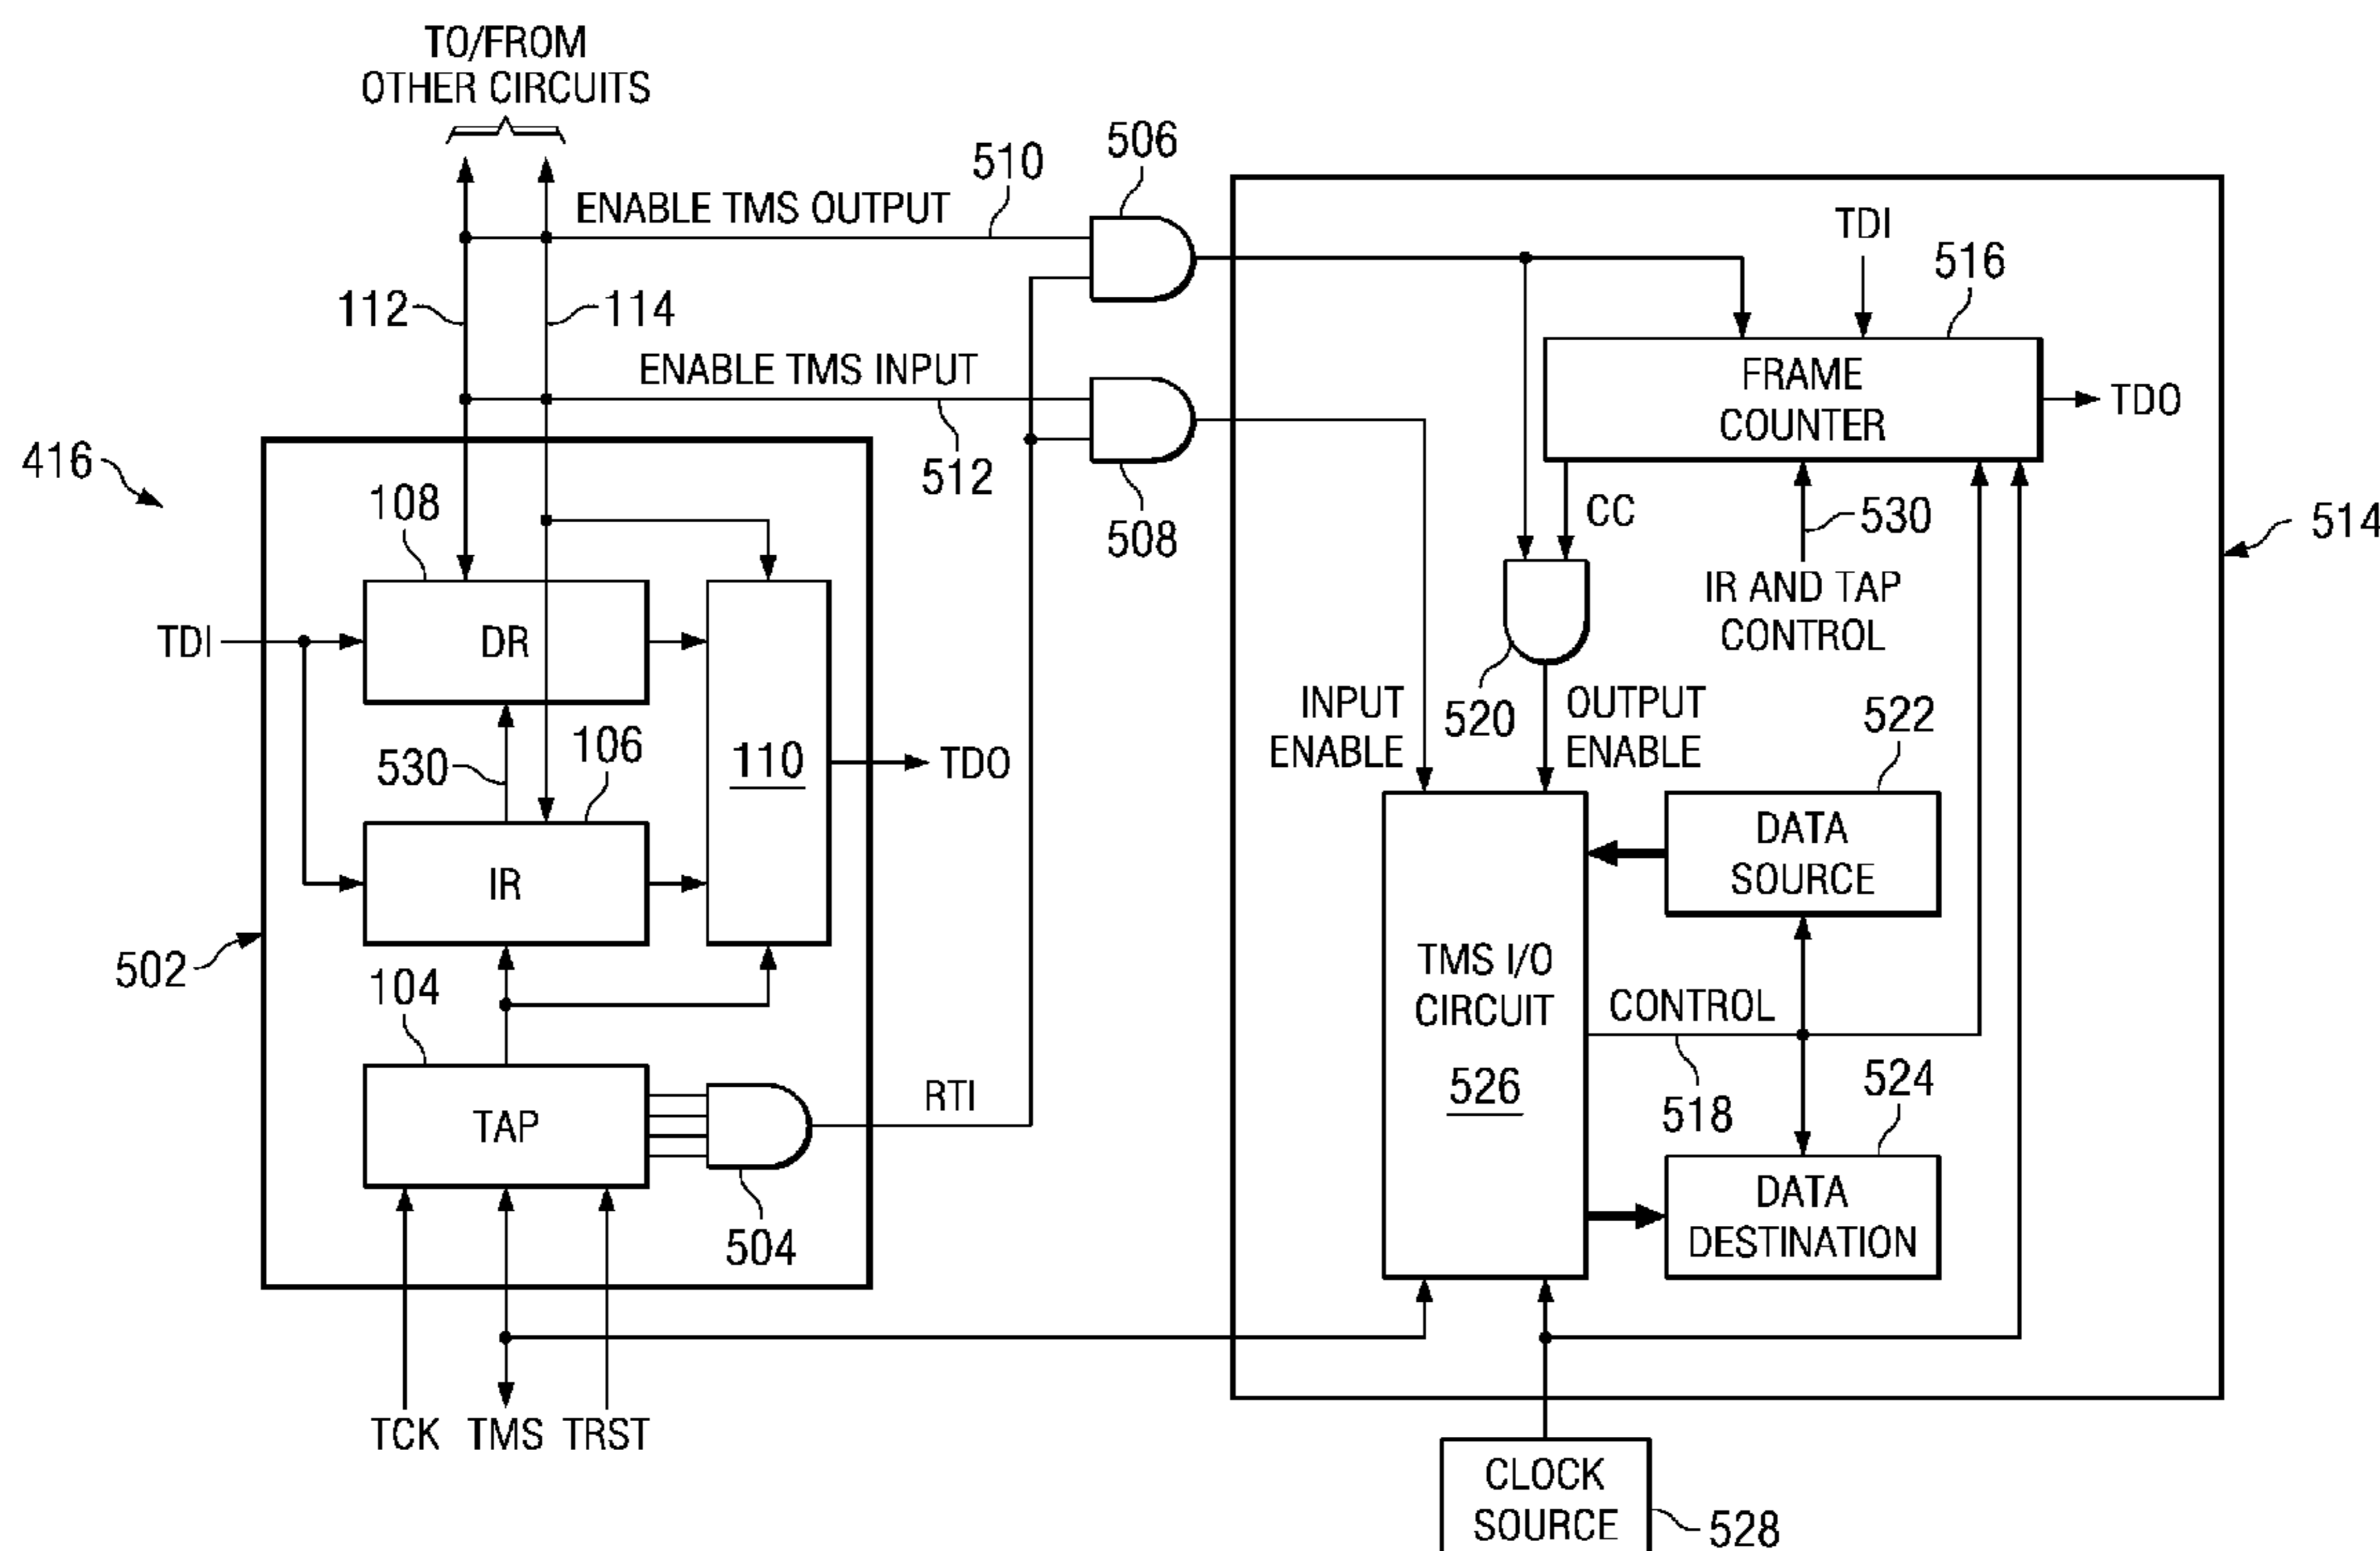 TO/FROM
OTHER CIRCUITS
506
510
ENABLE TMS OUTPUT
TDI
516
112
114
ENABLE TMS INPUT
FRAME
COUNTER
TDO
416
512
108
508
CC
530
514
IR AND TAP
CONTROL
TDI
DR
INPUT
ENABLE
520
OUTPUT
ENABLE
522
530
106
110
TDO
DATA
SOURCE
IR
502
104
TMS I/O
CIRCUIT
526
CONTROL
518
524
TAP
RTI
504
DATA
DESTINATION
TCK
TMS
TRST
CLOCK
SOURCE
528